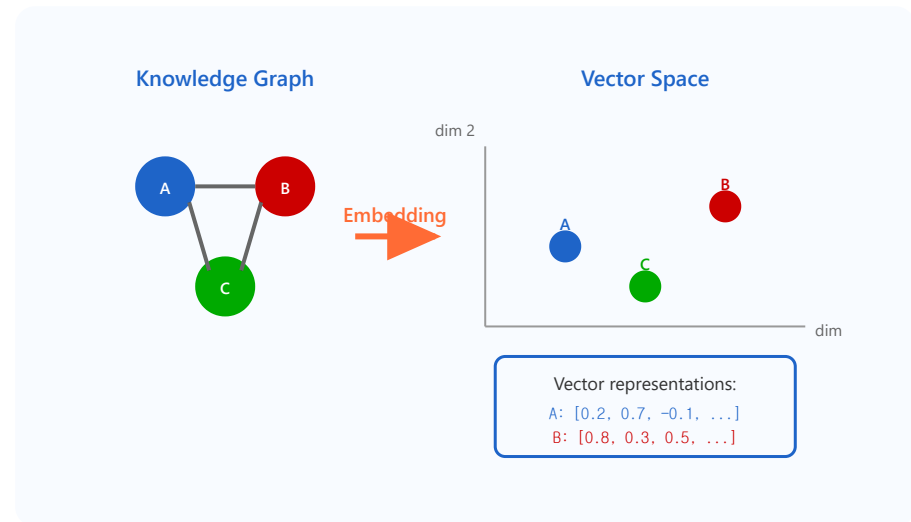 Knowledge Graph
Vector Space
dim 2
A
B
C
Embedding
A
B
C
dim
Vector representations:
A: [0.2, 0.7, -0.1, ...]
B: [0.8, 0.3, 0.5, ...]